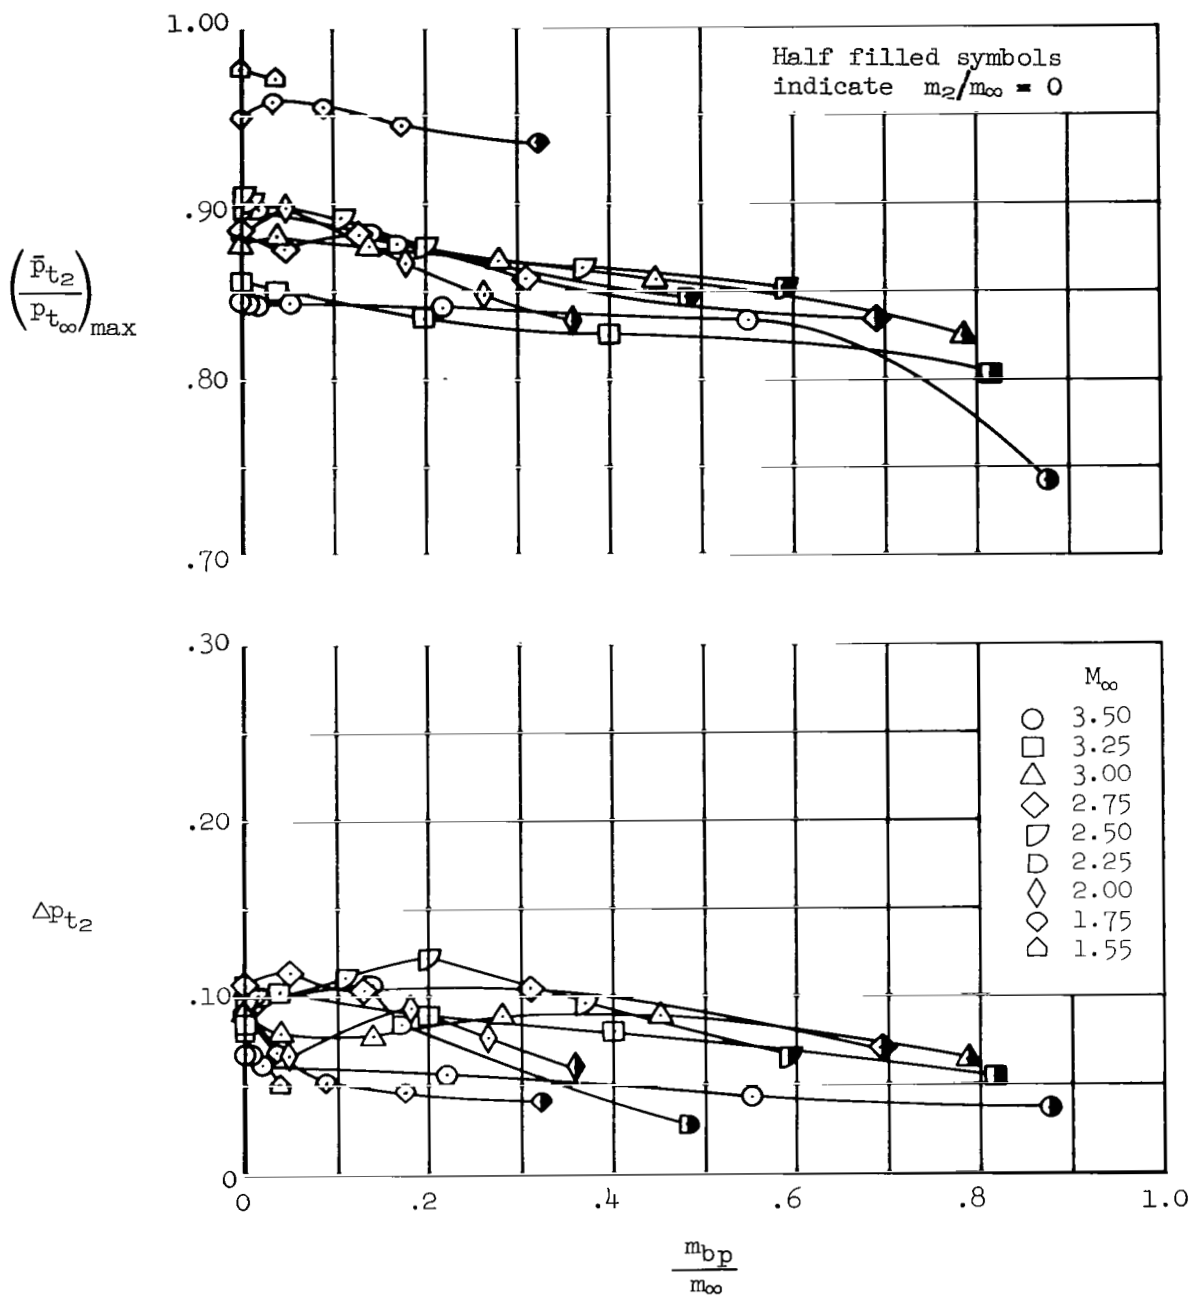 1.00
Half filled symbols
indicate m₂/m∞ = 0
.90
(p̄t₂/pt∞)max
.80
.70
.30
M∞
3.50
3.25
3.00
2.75
2.50
2.25
2.00
1.75
1.55
.20
Δpt₂
.10
0
0 .2 .4 .6 .8 1.0
mbp
m∞